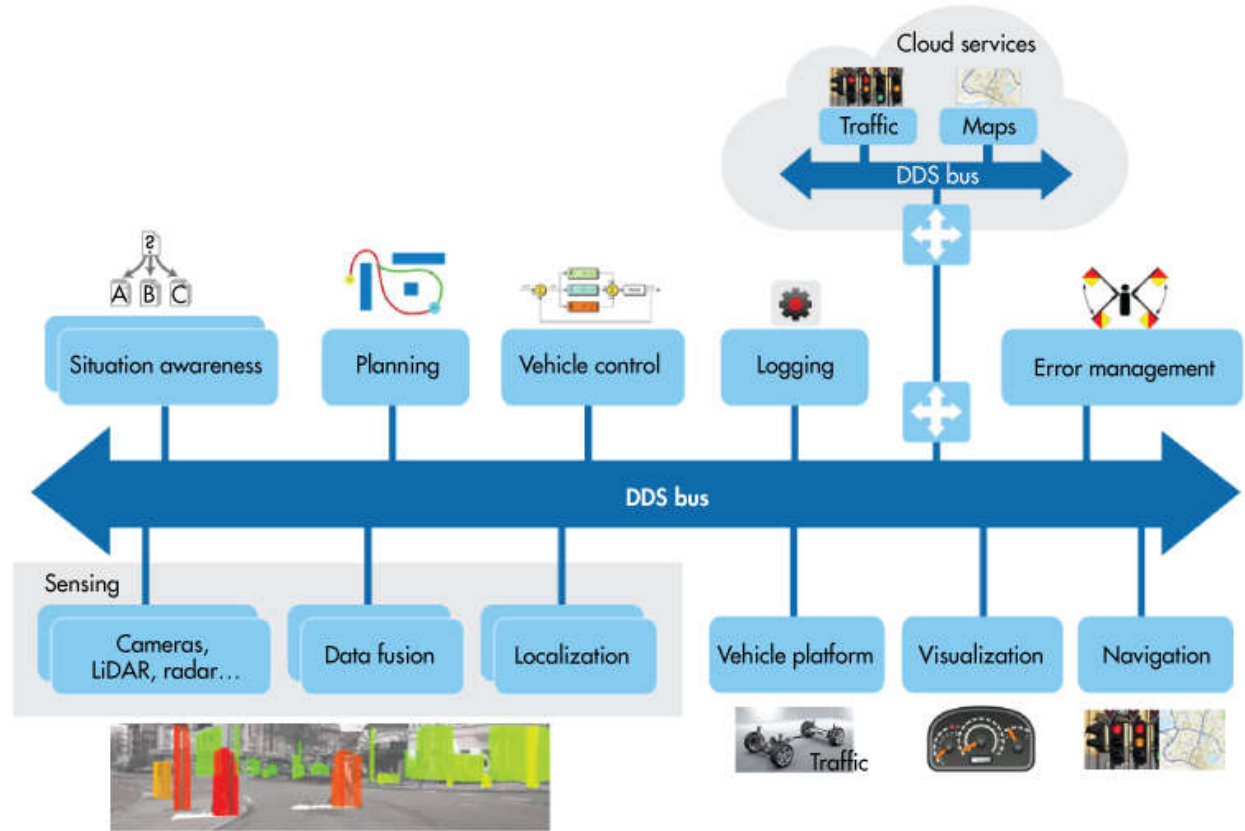 Cloud services
Traffic
Maps
DDS bus
?
A B C
Situation awareness
Planning
Vehicle control
Logging
Error management
DDS bus
Sensing
Cameras,
LiDAR, radar...
Data fusion
Localization
Vehicle platform
Visualization
Navigation
Traffic